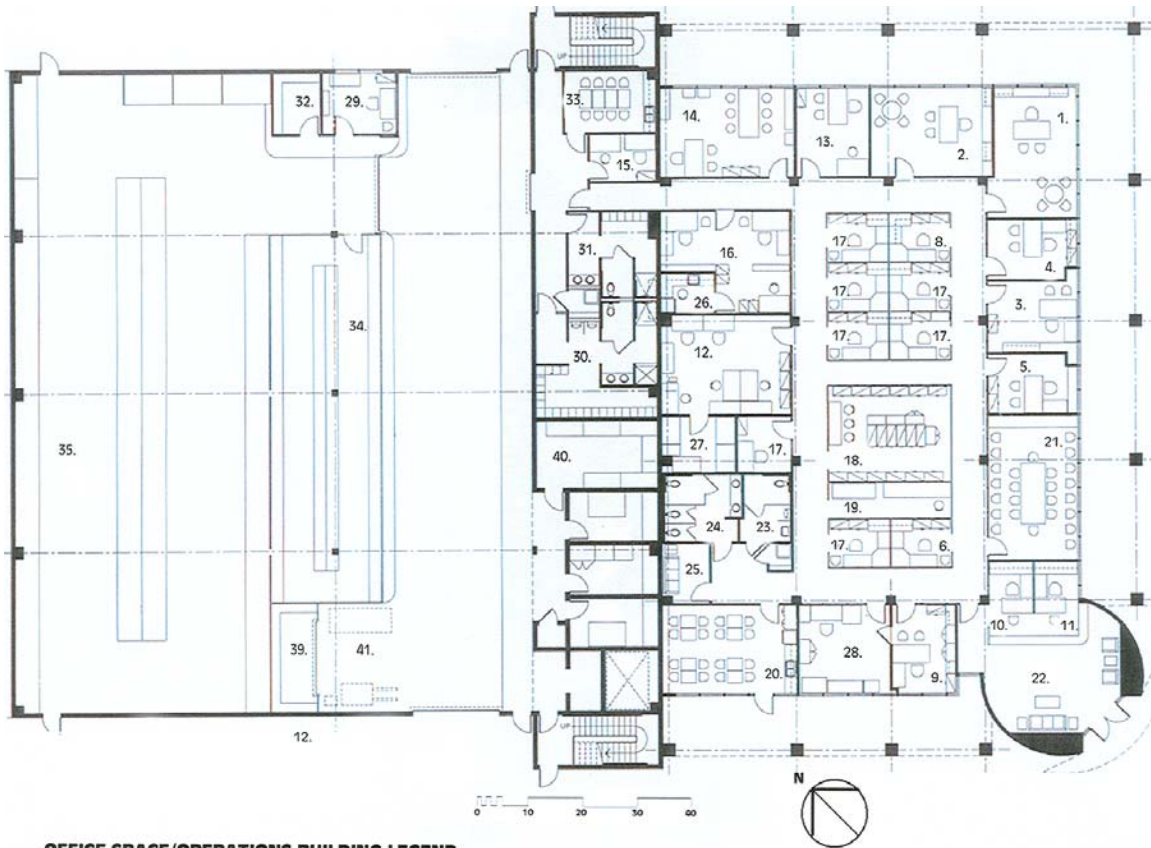 UP
32. 29. 33. 14. 13. 2. 1.
15.
31. 16. 17. 8. 4.
34. 26. 17. 17. 3.
30. 12. 17. 17. 5.
35. 40. 27. 17. 18. 21.
19.
24. 23. 17. 6.
25.
39. 41. 20. 28. 9. 10. 11.
22.
12. UP
N
0 10 20 30 40
OFFICE SPACE/OPERATIONS BUILDING LEGEND